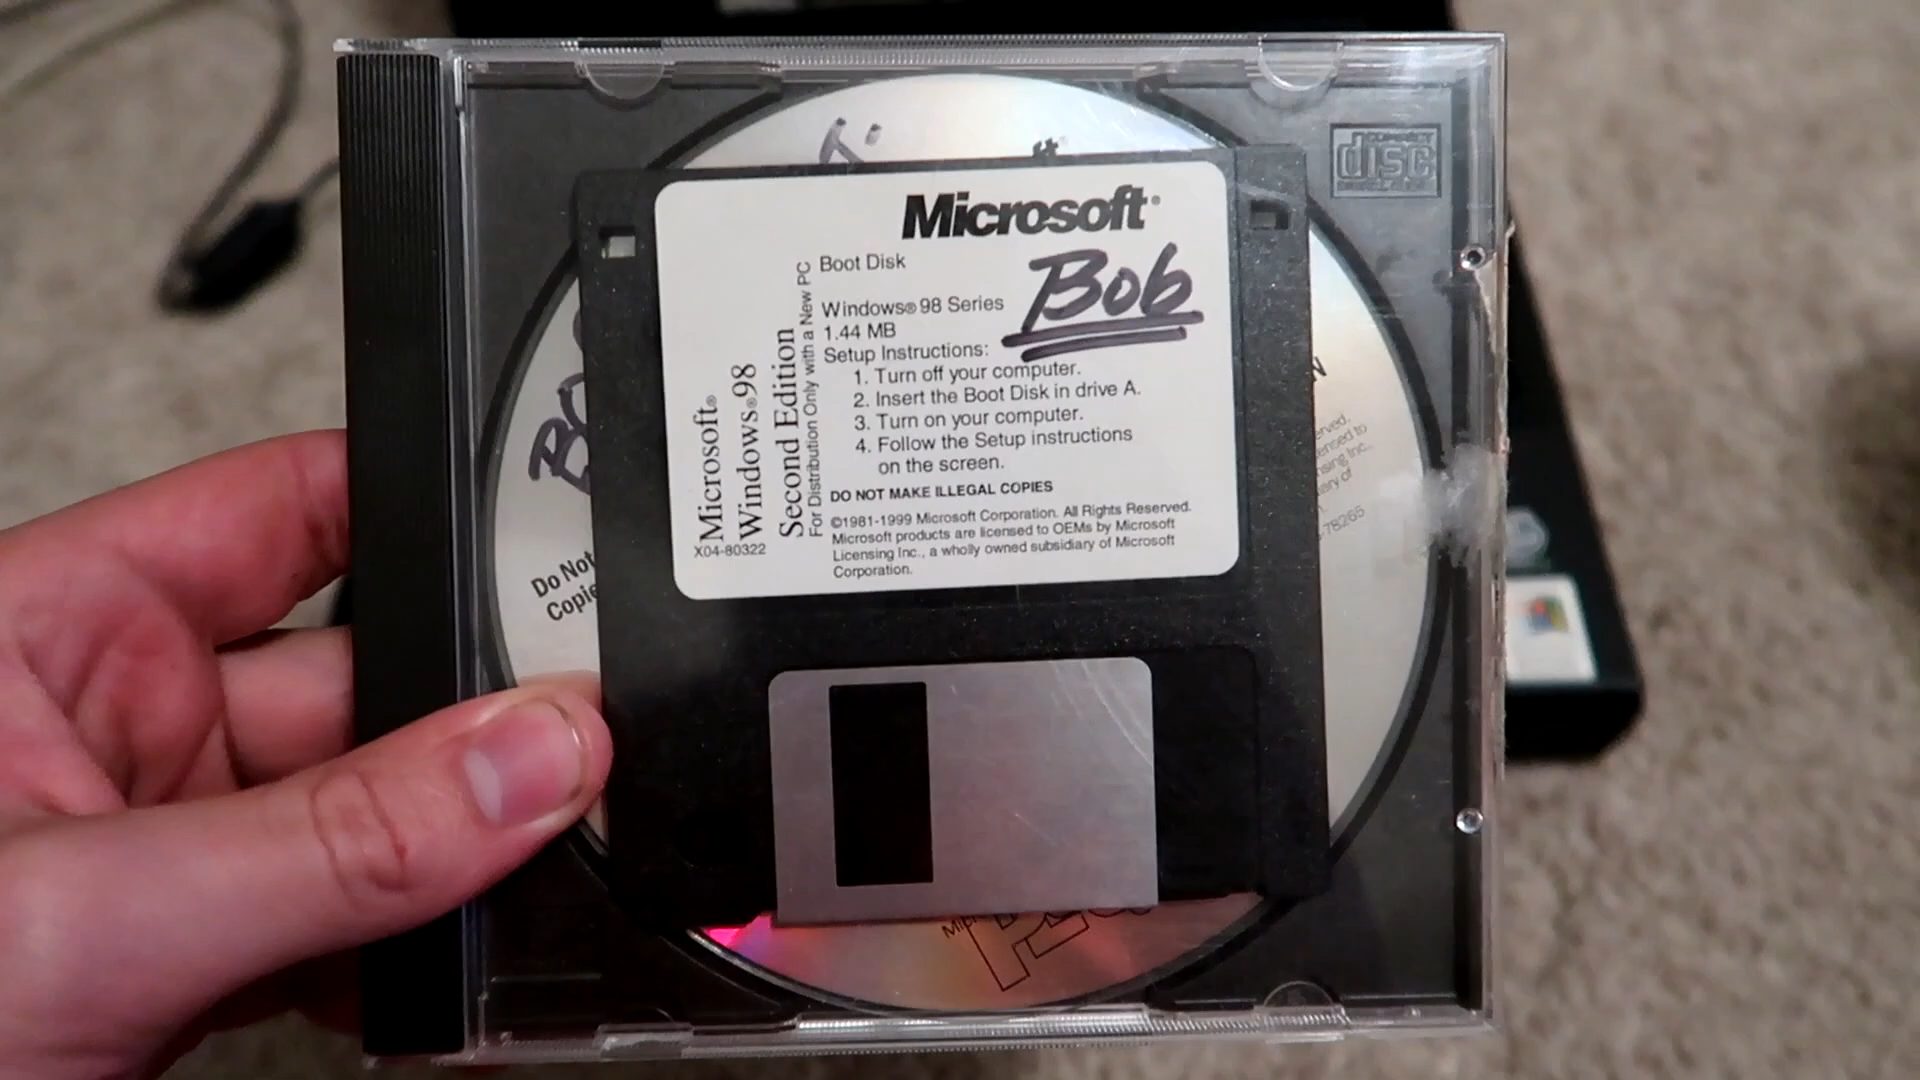 COMPACT
disc
Microsoft®
Bob
Boot Disk
Windows® 98 Series
1.44 MB
Setup Instructions:
1. Turn off your computer.
2. Insert the Boot Disk in drive A.
3. Turn on your computer.
4. Follow the Setup instructions
on the screen.
DO NOT MAKE ILLEGAL COPIES
©1981-1999 Microsoft Corporation. All Rights Reserved.
Microsoft products are licensed to OEMs by Microsoft
Licensing Inc., a wholly owned subsidiary of Microsoft
Corporation.
Microsoft®
Windows® 98
Second Edition
For Distribution Only with a New PC
X04-80322
Do Not
-78265